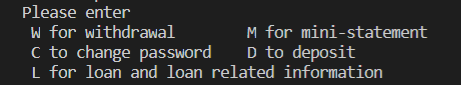 Please enter
W for withdrawal M for mini-statement
C to change password D to deposit
L for loan and loan related information